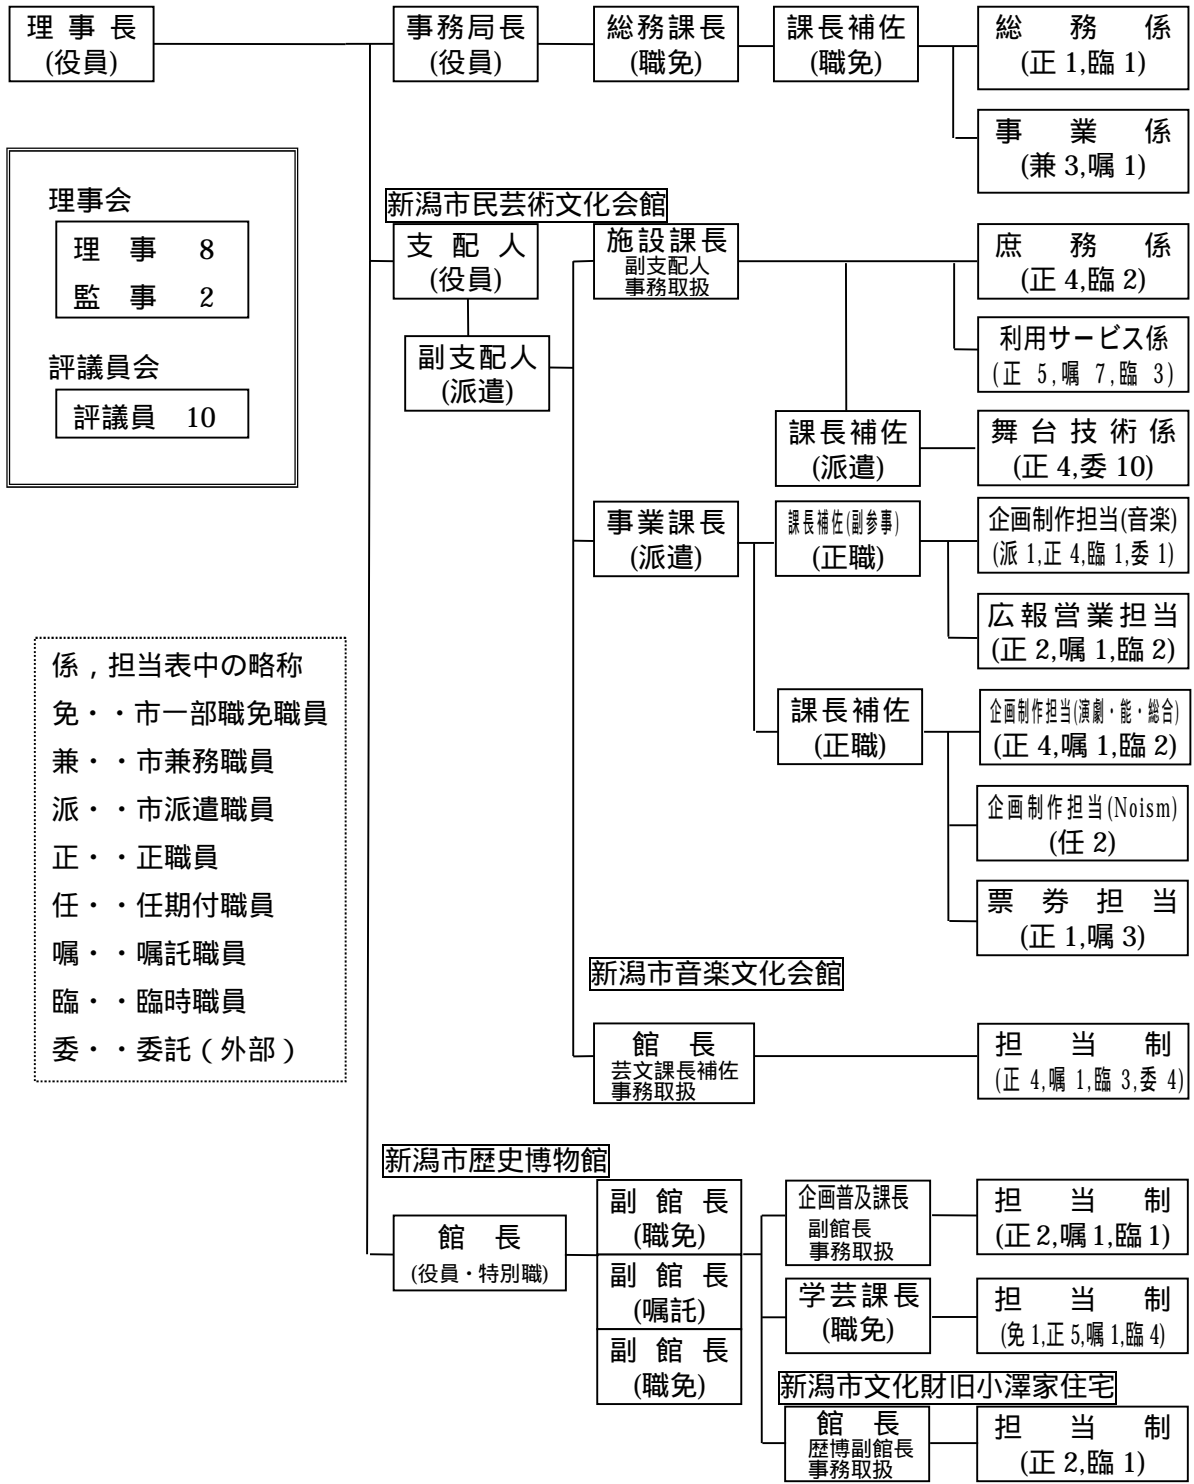 理事長
(役員)
事務局長
(役員)
総務課長
(職免)
課長補佐
(職免)
総務係
(正 1,臨 1)
事業係
(兼 3,嘱 1)
理事会
理事 8
監事 2
評議員会
評議員 10
新潟市民芸術文化会館
支配人
(役員)
副支配人
(派遣)
施設課長
副支配人
事務取扱
庶務係
(正 4,臨 2)
利用サービス係
(正 5,嘱 7,臨 3)
課長補佐
(派遣)
舞台技術係
(正 4,委 10)
事業課長
(派遣)
課長補佐(副参事)
(正職)
企画制作担当(音楽)
(派 1,正 4,臨 1,委 1)
広報営業担当
(正 2,嘱 1,臨 2)
課長補佐
(正職)
企画制作担当(演劇・能・総合)
(正 4,嘱 1,臨 2)
企画制作担当(Noism)
(任 2)
票券担当
(正 1,嘱 3)
係,担当表中の略称
免・・市一部職免職員
兼・・市兼務職員
派・・市派遣職員
正・・正職員
任・・任期付職員
嘱・・嘱託職員
臨・・臨時職員
委・・委託(外部)
新潟市音楽文化会館
館長
芸文課長補佐
事務取扱
担当制
(正 4,嘱 1,臨 3,委 4)
新潟市歴史博物館
館長
(役員・特別職)
副館長
(職免)
副館長
(嘱託)
副館長
(職免)
企画普及課長
副館長
事務取扱
担当制
(正 2,嘱 1,臨 1)
学芸課長
(職免)
担当制
(免 1,正 5,嘱 1,臨 4)
新潟市文化財旧小澤家住宅
館長
歴博副館長
事務取扱
担当制
(正 2,臨 1)